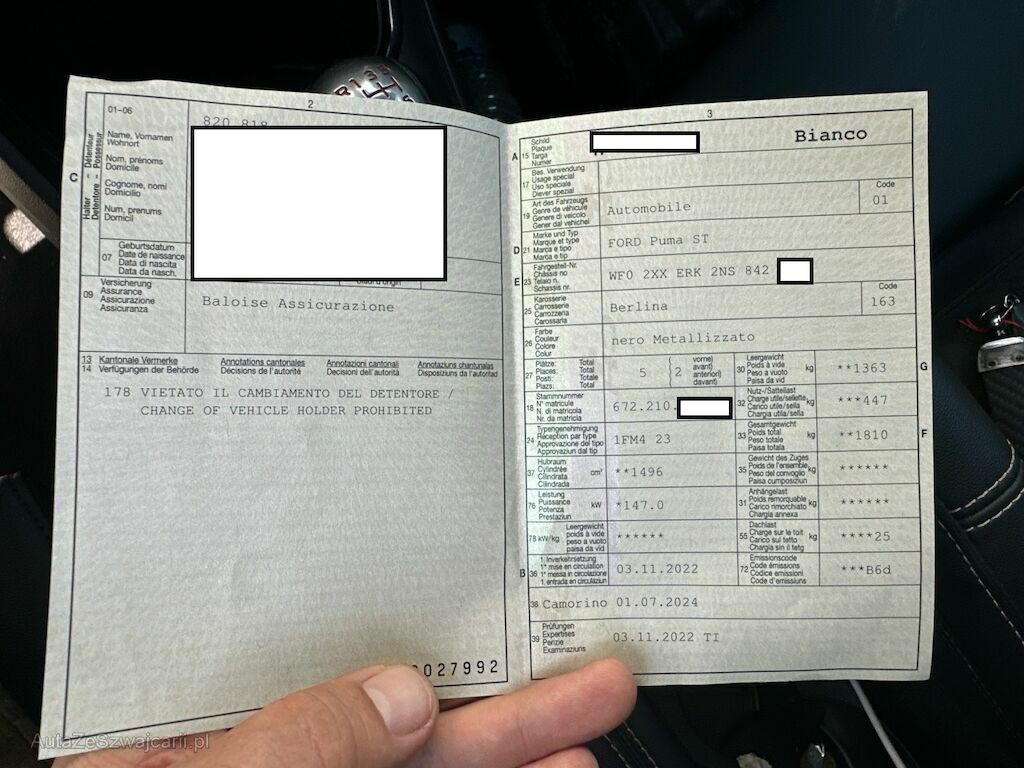 R 1 3
2
01-06
Halter - Détenteur
Detentore - Possessur
C
Name, Vornamen
Wohnort
Nom, prénoms
Domicile
Cognome, nomi
Domicilio
Num, prenums
Domicil
820 818
07
Geburtsdatum
Date de naissance
Data di nascita
Data da nasch.
09
Versicherung
Assurance
Assicurazione
Assicuranza
Baloise Assicurazione
13
14
Kantonale Vermerke
Verfügungen der Behörde
Annotations cantonales
Décisions de l'autorité
Annotazioni cantonali
Decisioni dell'autorità
Annotaziuns chantunalas
Disposiziuns da l'autoritad
178 VIETATO IL CAMBIAMENTO DEL DETENTORE /
CHANGE OF VEHICLE HOLDER PROHIBITED
027992
3
A
15
Schild
Plaque
Targa
Numer
Bianco
17
Bes. Verwendung
Usage spécial
Uso speciale
Diever spezial
19
Art des Fahrzeugs
Genre de véhicule
Genere di veicolo
Gener dal vehichel
Automobile
Code
01
D
21
Marke und Typ
Marque et type
Marca e tipo
Marca e tip
FORD Puma ST
E
23
Fahrgestell-Nr.
Châssis no
Telaio n.
Schassis nr.
WF0 2XX ERK 2NS 842
25
Karosserie
Carrosserie
Carrozzeria
Carossaria
Berlina
Code
163
26
Farbe
Couleur
Colore
Colur
nero Metallizzato
27
Plätze: Total
Places: Total
Posti: Totale
Plazs: Total
5
2
vorne)
avant)
anteriori)
davant)
30
Leergewicht
Poids à vide
Peso a vuoto
Paisa da vid
kg
**1363
G
18
Stammnummer
N° matricule
N. di matricola
Nr. da matricla
672.210.
32
Nutz-/Sattellast
Charge utile/sellette
Carico utile/sella
Chargia utila/sella
kg
***447
24
Typengenehmigung
Réception par type
Approvazione del tipo
Approvaziun dal tip
1FM4 23
33
Gesamtgewicht
Poids total
Peso totale
Paisa totala
kg
**1810
F
37
Hubraum
Cylindrée
Cilindrata
Cilindrada
cm³
**1496
35
Gewicht des Zuges
Poids de l'ensemble
Peso del convoglio
Paisa cumposiziun
kg
******
76
Leistung
Puissance
Potenza
Prestaziun
kW
*147.0
31
Anhängelast
Poids remorquable
Carico rimorchiato
Chargia annexa
kg
******
78
kW/kg
Leergewicht
poids à vide
peso a vuoto
paisa da vid
******
55
Dachlast
Charge sur le toit
Carico sul tetto
Chargia sin il tetg
kg
****25
B
36
1. Inverkehrsetzung
1re mise en circulation
1a messa in circolazione
1. entrada en circulaziun
03.11.2022
72
Emissionscode
Code émissions
Codice emissioni
Code d'emissiuns
***B6d
38
Camorino 01.07.2024
39
Prüfungen
Expertises
Perizie
Examinaziuns
03.11.2022 TI
AutaZeSzwajcarii.pl